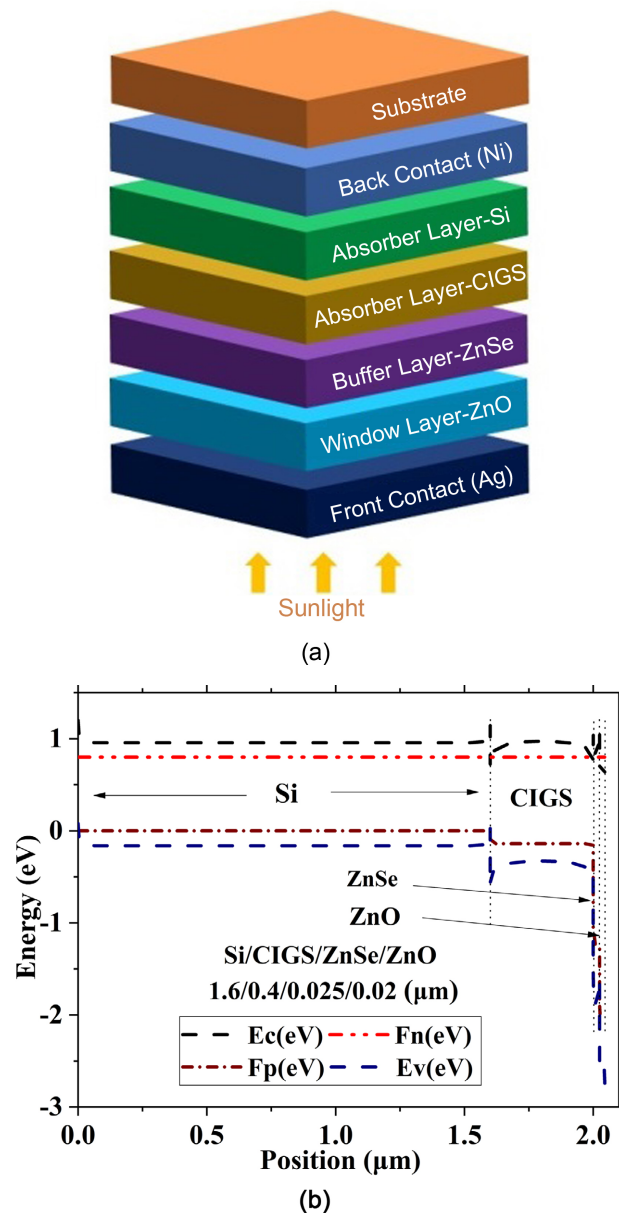 Substrate
Back Contact (Ni)
Absorber Layer-Si
Absorber Layer-CIGS
Buffer Layer-ZnSe
Window Layer-ZnO
Front Contact (Ag)
Sunlight
(a)
Energy (eV)
1
0
-1
-2
-3
Si
CIGS
ZnSe
ZnO
Si/CIGS/ZnSe/ZnO
1.6/0.4/0.025/0.02 (μm)
Ec(eV) Fn(eV)
Fp(eV) Ev(eV)
0.0 0.5 1.0 1.5 2.0
Position (μm)
(b)